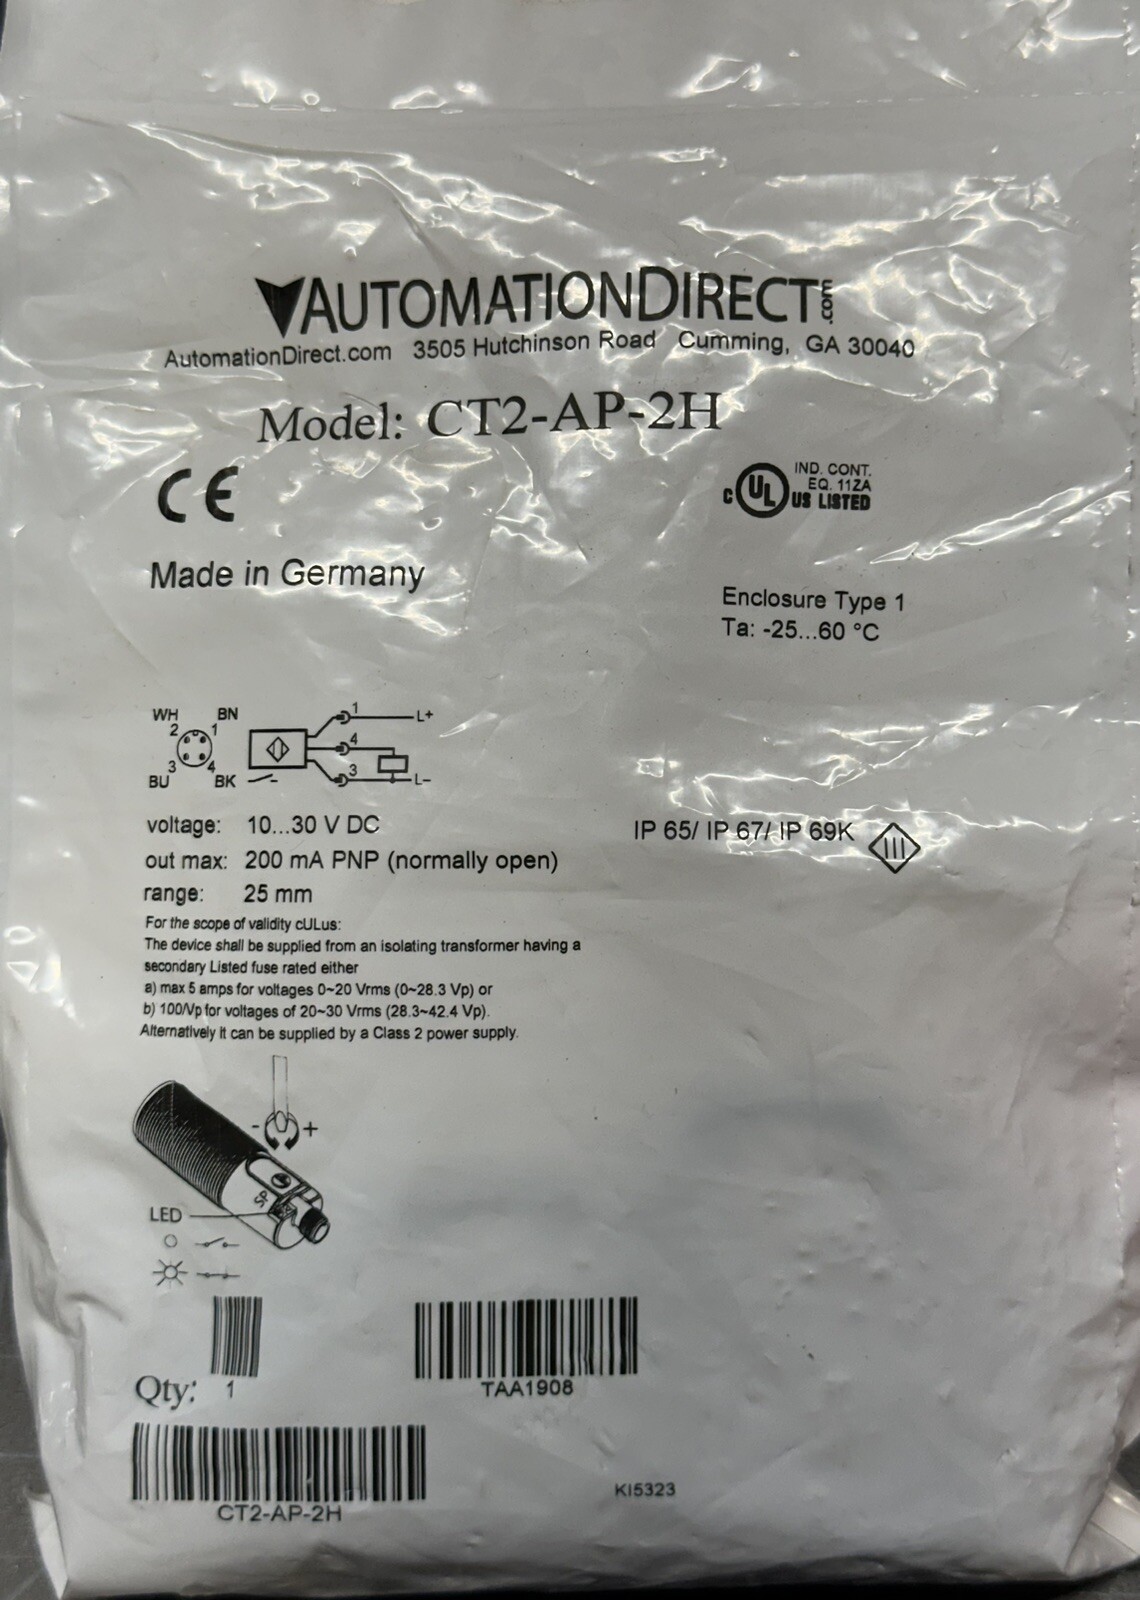 AUTOMATIONDIRECT.com
AutomationDirect.com 3505 Hutchinson Road Cumming, GA 30040
Model: CT2-AP-2H
CE
C UL US LISTED
IND. CONT.
EQ. 11ZA
Made in Germany
Enclosure Type 1
Ta: -25...60 °C
WH BN
2 1
3 4
BU BK
1 L+
4
3 L-
voltage: 10...30 V DC
out max: 200 mA PNP (normally open)
range: 25 mm
IP 65/ IP 67/ IP 69K
III
For the scope of validity cULus:
The device shall be supplied from an isolating transformer having a
secondary Listed fuse rated either
a) max 5 amps for voltages 0~20 Vrms (0~28.3 Vp) or
b) 100/Vp for voltages of 20~30 Vrms (28.3~42.4 Vp).
Alternatively it can be supplied by a Class 2 power supply.
- +
SP
LED
Qty: 1
TAA1908
CT2-AP-2H
KI5323